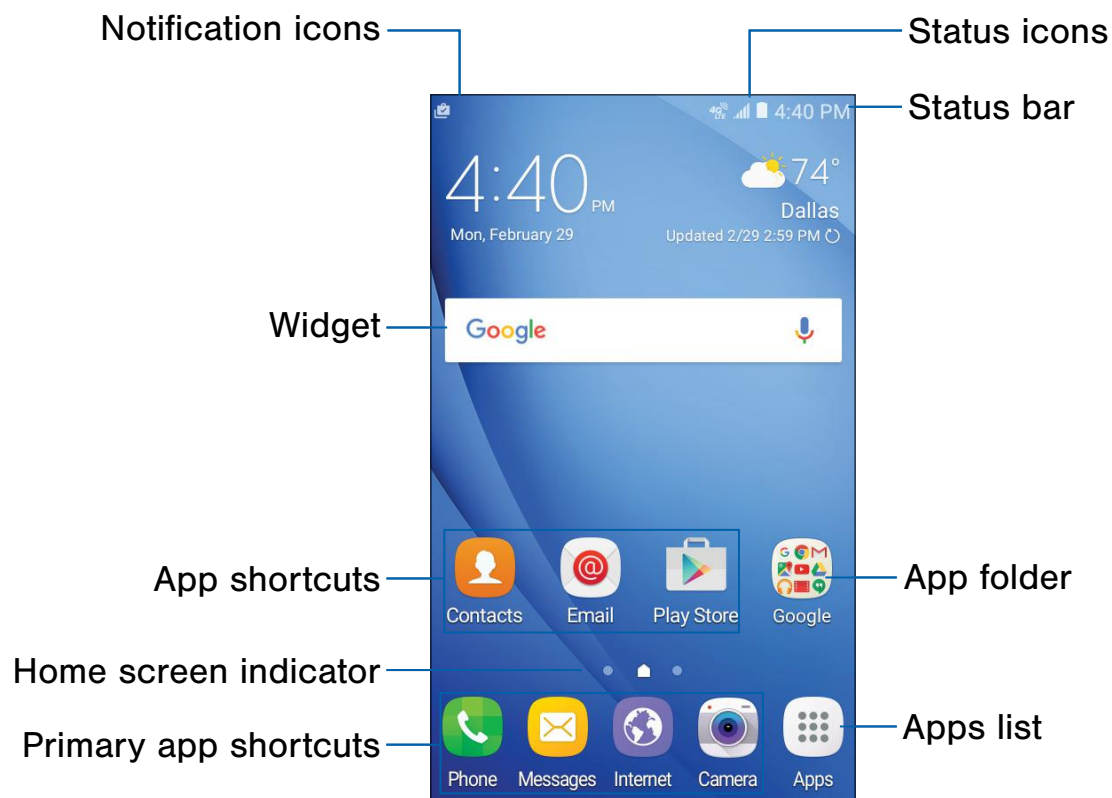 Notification icons
Status icons
4G LTE 4:40 PM
Status bar
4:40 PM
74°
Dallas
Mon, February 29
Updated 2/29 2:59 PM
Widget
Google
App shortcuts
App folder
Contacts Email Play Store Google
Home screen indicator
Primary app shortcuts
Apps list
Phone Messages Internet Camera Apps